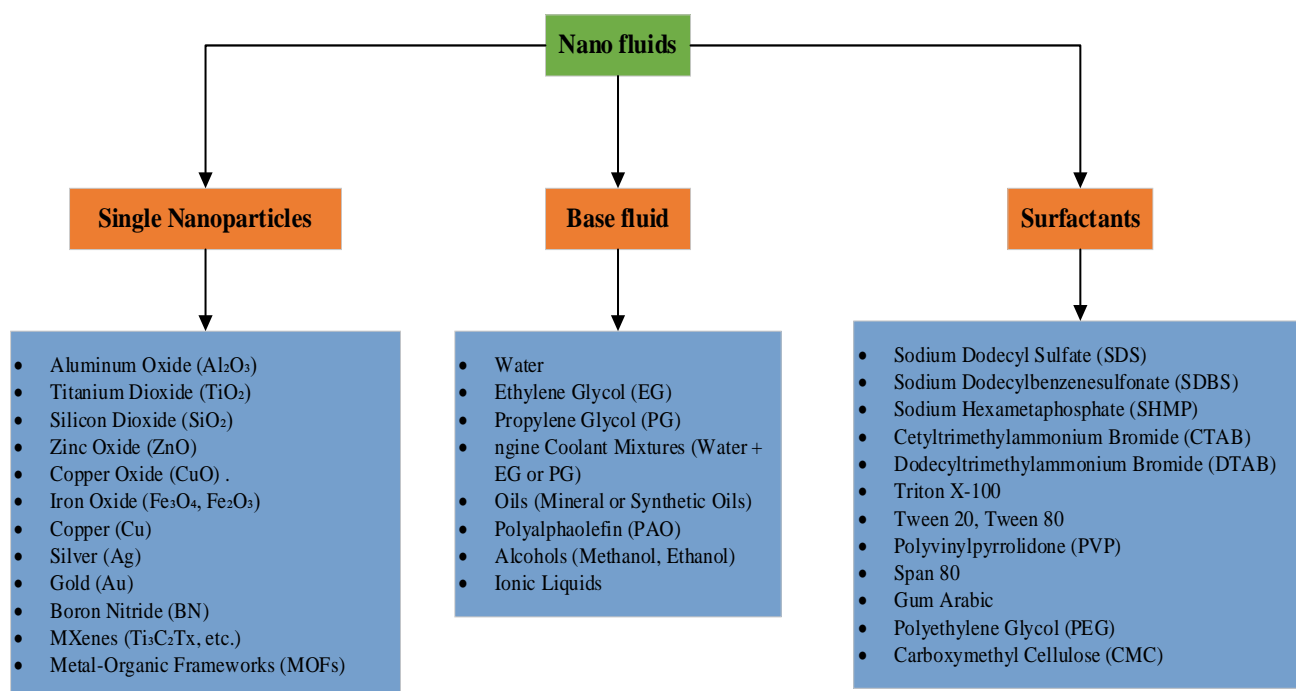 Nano fluids
Single Nanoparticles
Base fluid
Surfactants
• Aluminum Oxide (Al₂O₃)
• Titanium Dioxide (TiO₂)
• Silicon Dioxide (SiO₂)
• Zinc Oxide (ZnO)
• Copper Oxide (CuO) .
• Iron Oxide (Fe₃O₄, Fe₂O₃)
• Copper (Cu)
• Silver (Ag)
• Gold (Au)
• Boron Nitride (BN)
• MXenes (Ti₃C₂Tx, etc.)
• Metal-Organic Frameworks (MOFs)
• Water
• Ethylene Glycol (EG)
• Propylene Glycol (PG)
• ngine Coolant Mixtures (Water +
EG or PG)
• Oils (Mineral or Synthetic Oils)
• Polyalphaolefin (PAO)
• Alcohols (Methanol, Ethanol)
• Ionic Liquids
• Sodium Dodecyl Sulfate (SDS)
• Sodium Dodecylbenzenesulfonate (SDBS)
• Sodium Hexametaphosphate (SHMP)
• Cetyltrimethylammonium Bromide (CTAB)
• Dodecyltrimethylammonium Bromide (DTAB)
• Triton X-100
• Tween 20, Tween 80
• Polyvinylpyrrolidone (PVP)
• Span 80
• Gum Arabic
• Polyethylene Glycol (PEG)
• Carboxymethyl Cellulose (CMC)